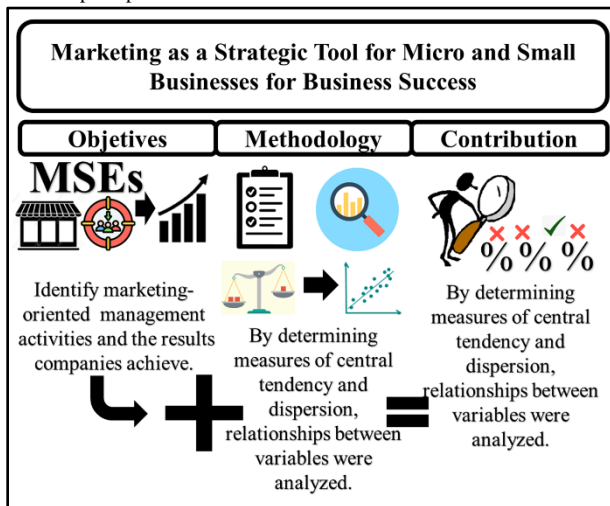 Marketing as a Strategic Tool for Micro and Small
Businesses for Business Success
Objetives
MSEs
Identify marketing-
oriented management
activities and the results
companies achieve.
Methodology
By determining
measures of central
tendency and
dispersion,
relationships between
variables were
analyzed.
Contribution
% % %
By determining
measures of central
tendency and
dispersion,
relationships between
variables were
analyzed.